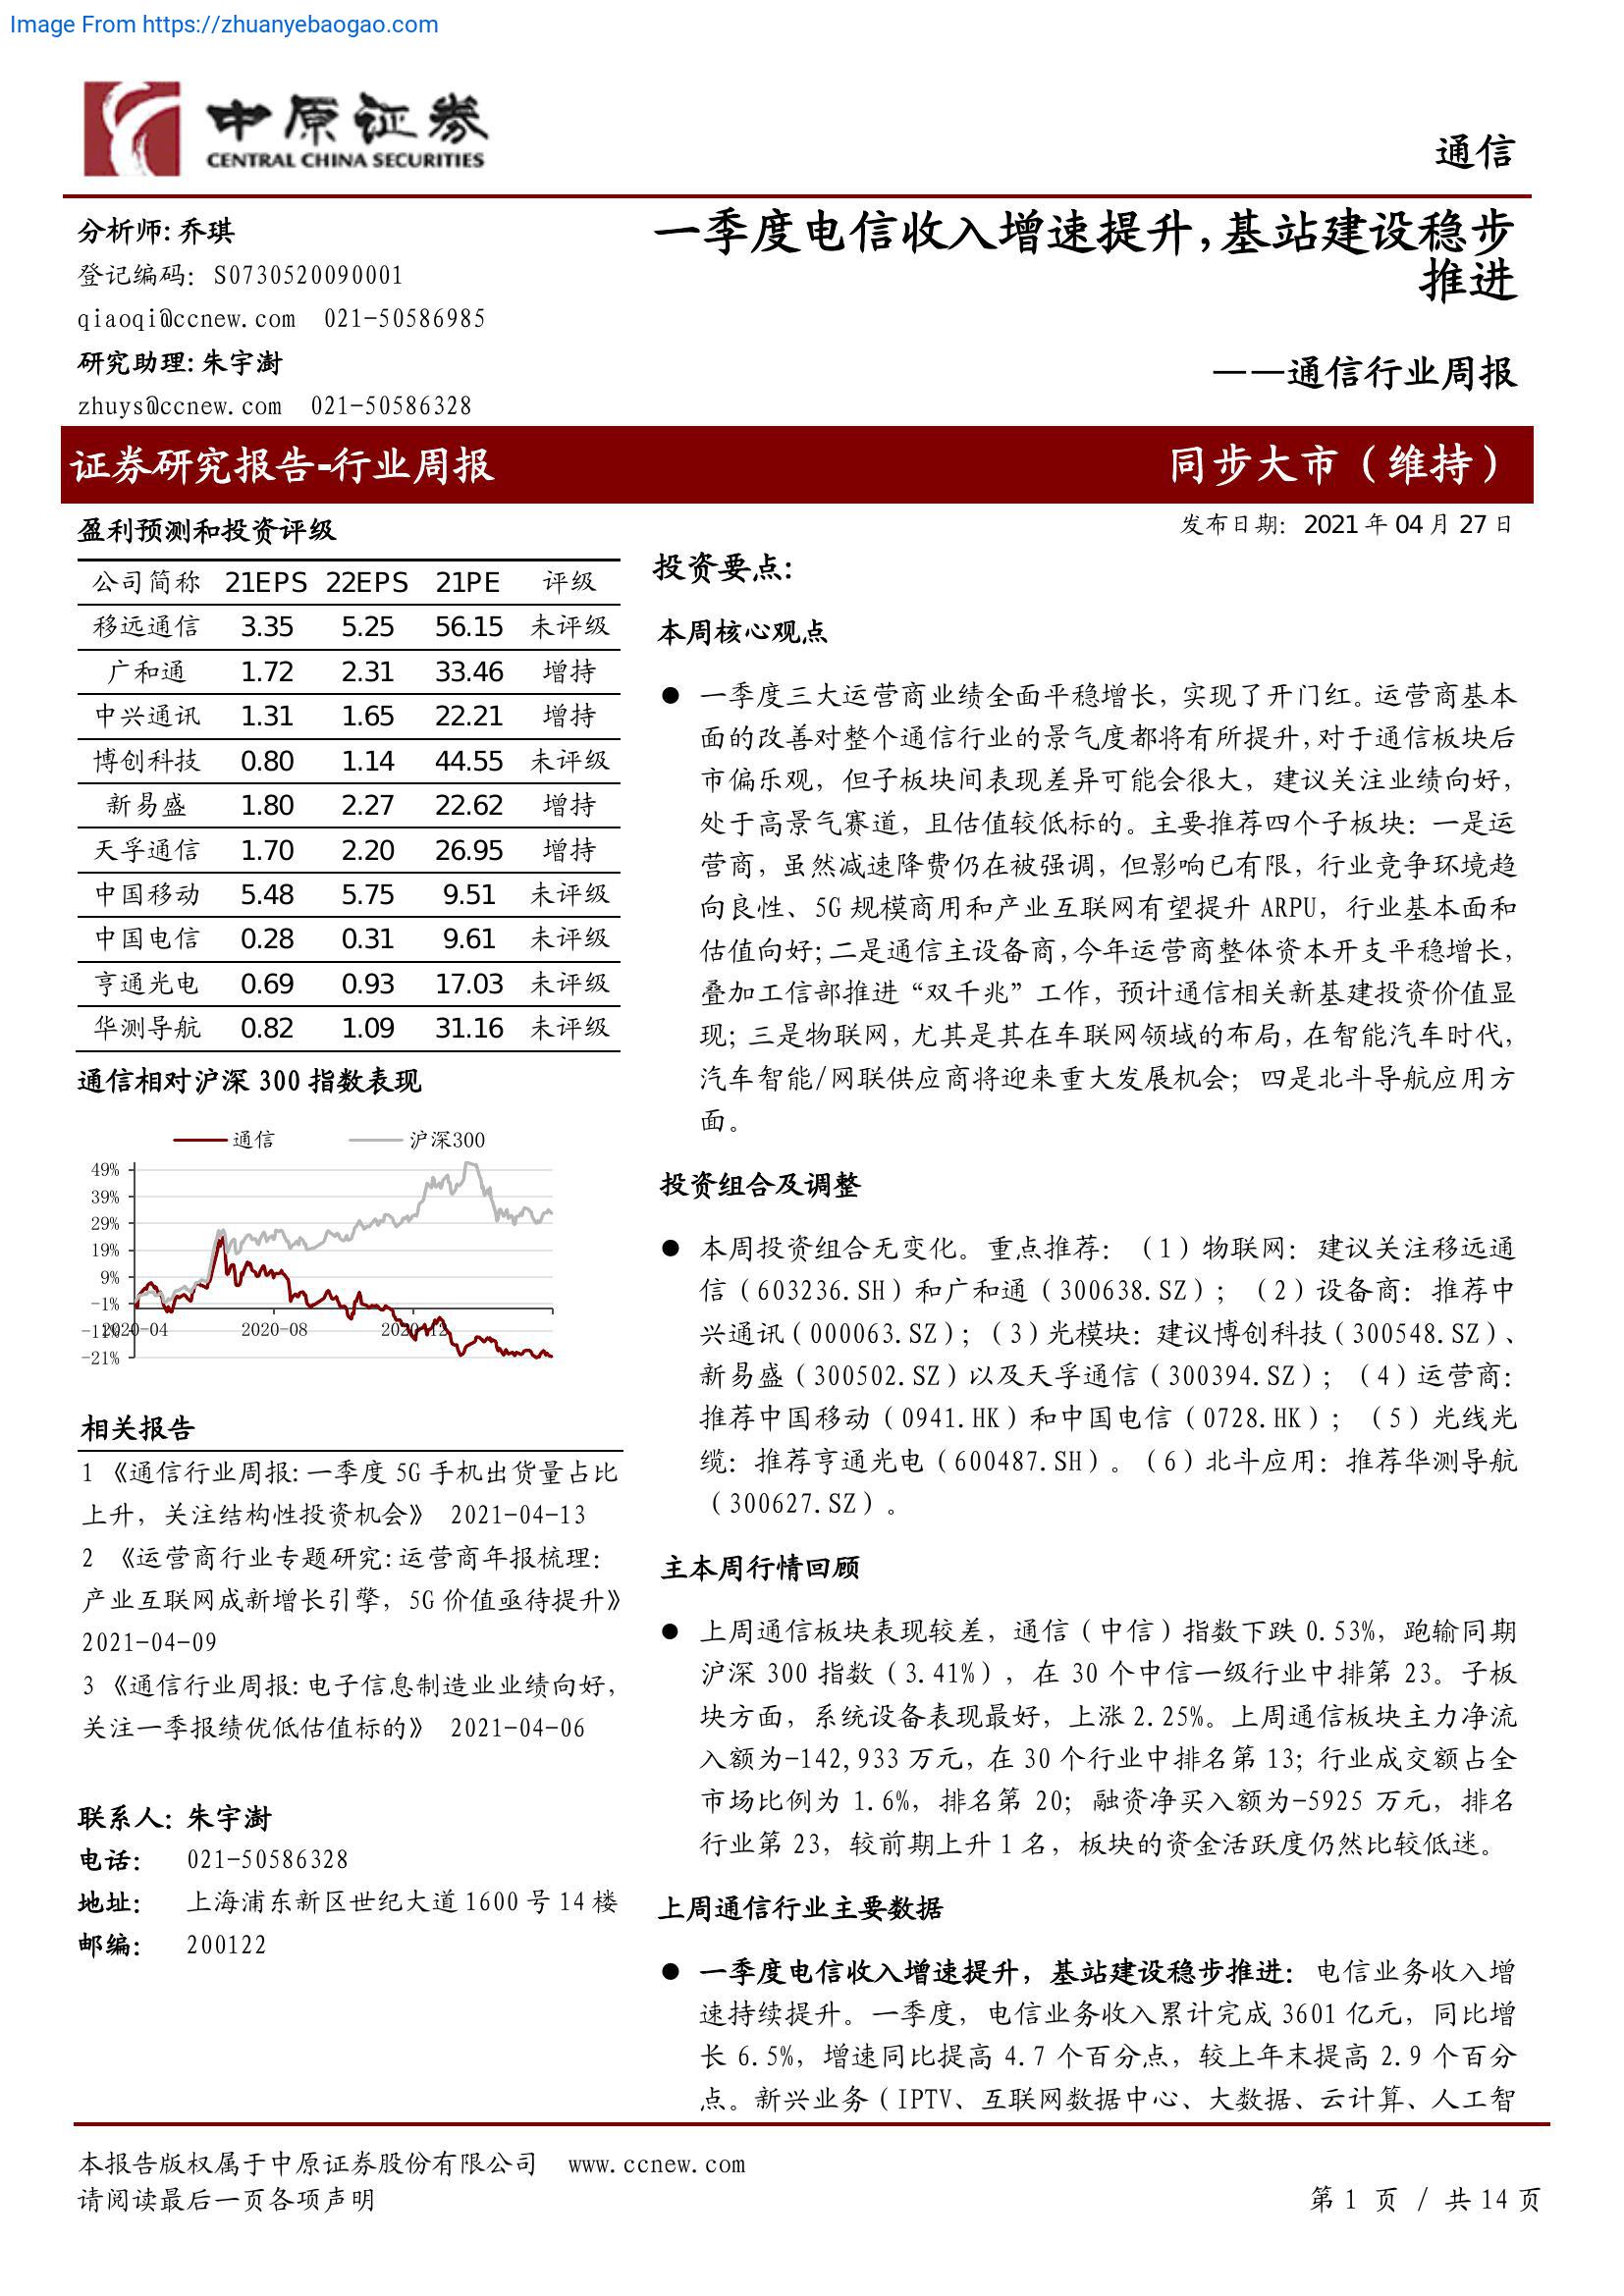 Image From https://zhuanyebaogao.com
中原证券
CENTRAL CHINA SECURITIES
通信
分析师:乔琪
登记编码：S0730520090001
qiaoqi@ccnew.com 021-50586985
研究助理:朱宇澍
zhuys@ccnew.com 021-50586328
一季度电信收入增速提升,基站建设稳步
推进
——通信行业周报
证券研究报告-行业周报 同步大市（维持）
盈利预测和投资评级
公司简称 21EPS 22EPS 21PE 评级
移远通信 3.35 5.25 56.15 未评级
广和通 1.72 2.31 33.46 增持
中兴通讯 1.31 1.65 22.21 增持
博创科技 0.80 1.14 44.55 未评级
新易盛 1.80 2.27 22.62 增持
天孚通信 1.70 2.20 26.95 增持
中国移动 5.48 5.75 9.51 未评级
中国电信 0.28 0.31 9.61 未评级
亨通光电 0.69 0.93 17.03 未评级
华测导航 0.82 1.09 31.16 未评级
通信相对沪深 300 指数表现
通信 沪深300
49%
39%
29%
19%
9%
-1%
-11%
-21%
2020-04 2020-08 2020-12
相关报告
1 《通信行业周报:一季度 5G 手机出货量占比
上升，关注结构性投资机会》 2021-04-13
2 《运营商行业专题研究:运营商年报梳理：
产业互联网成新增长引擎，5G 价值亟待提升》
2021-04-09
3 《通信行业周报:电子信息制造业业绩向好，
关注一季报绩优低估值标的》 2021-04-06
联系人：朱宇澍
电话： 021-50586328
地址： 上海浦东新区世纪大道 1600 号 14 楼
邮编： 200122
发布日期：2021 年 04 月 27 日
投资要点:
本周核心观点
● 一季度三大运营商业绩全面平稳增长，实现了开门红。运营商基本
面的改善对整个通信行业的景气度都将有所提升,对于通信板块后
市偏乐观，但子板块间表现差异可能会很大，建议关注业绩向好，
处于高景气赛道，且估值较低标的。主要推荐四个子板块：一是运
营商，虽然减速降费仍在被强调，但影响已有限，行业竞争环境趋
向良性、5G 规模商用和产业互联网有望提升 ARPU，行业基本面和
估值向好;二是通信主设备商,今年运营商整体资本开支平稳增长，
叠加工信部推进“双千兆”工作，预计通信相关新基建投资价值显
现；三是物联网，尤其是其在车联网领域的布局，在智能汽车时代，
汽车智能/网联供应商将迎来重大发展机会；四是北斗导航应用方
面。
投资组合及调整
● 本周投资组合无变化。重点推荐：（1）物联网：建议关注移远通
信（603236.SH）和广和通（300638.SZ）；（2）设备商：推荐中
兴通讯（000063.SZ）；（3）光模块：建议博创科技（300548.SZ）、
新易盛（300502.SZ）以及天孚通信（300394.SZ）；（4）运营商：
推荐中国移动（0941.HK）和中国电信（0728.HK）；（5）光线光
缆：推荐亨通光电（600487.SH）。（6）北斗应用：推荐华测导航
（300627.SZ）。
主本周行情回顾
● 上周通信板块表现较差，通信（中信）指数下跌 0.53%，跑输同期
沪深 300 指数（3.41%），在 30 个中信一级行业中排第 23。子板
块方面，系统设备表现最好，上涨 2.25%。上周通信板块主力净流
入额为-142,933 万元，在 30 个行业中排名第 13；行业成交额占全
市场比例为 1.6%，排名第 20；融资净买入额为-5925 万元，排名
行业第 23，较前期上升 1 名，板块的资金活跃度仍然比较低迷。
上周通信行业主要数据
● 一季度电信收入增速提升，基站建设稳步推进：电信业务收入增
速持续提升。一季度，电信业务收入累计完成 3601 亿元，同比增
长 6.5%，增速同比提高 4.7 个百分点，较上年末提高 2.9 个百分
点。新兴业务（IPTV、互联网数据中心、大数据、云计算、人工智
本报告版权属于中原证券股份有限公司 www.ccnew.com
请阅读最后一页各项声明
第 1 页 / 共 14 页